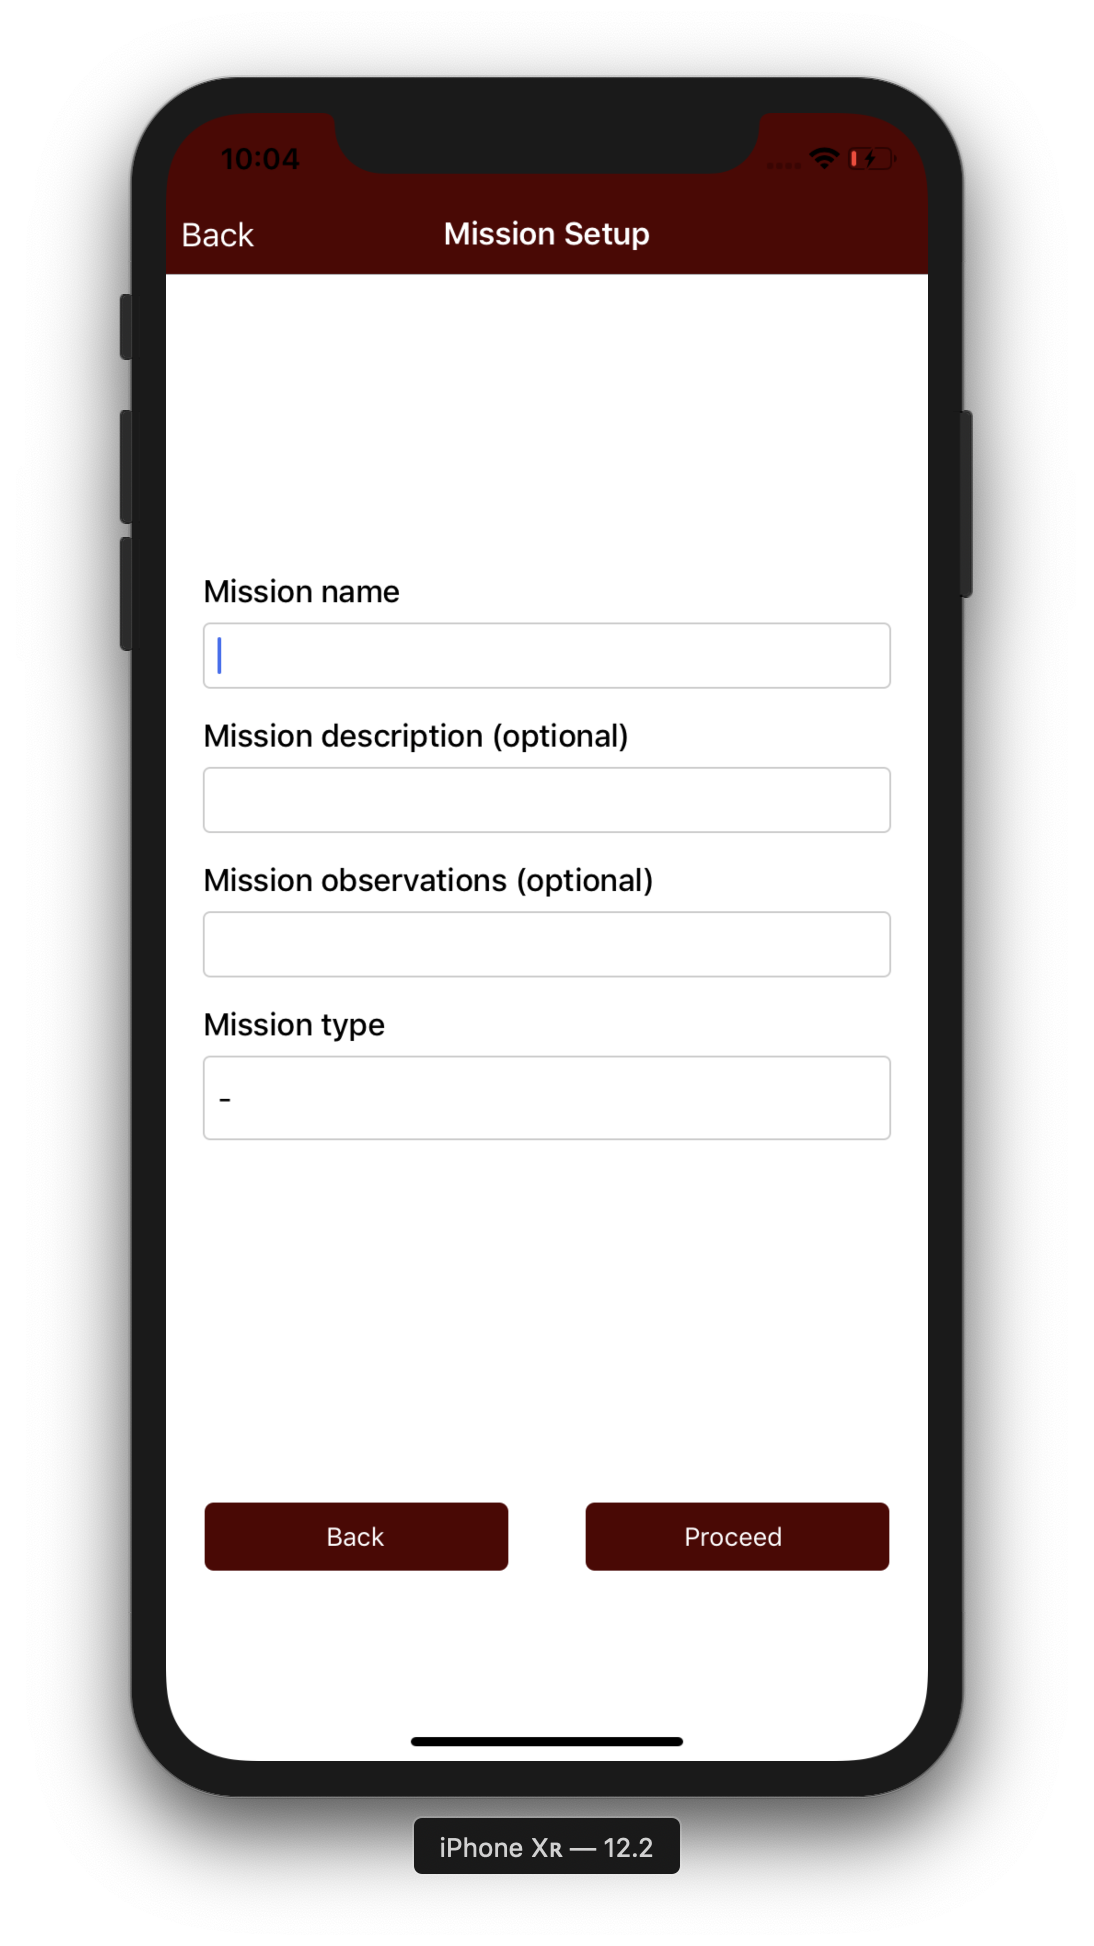 10:04
Back
Mission Setup
Mission name
Mission description (optional)
Mission observations (optional)
Mission type
-
Back
Proceed
iPhone Xʀ — 12.2